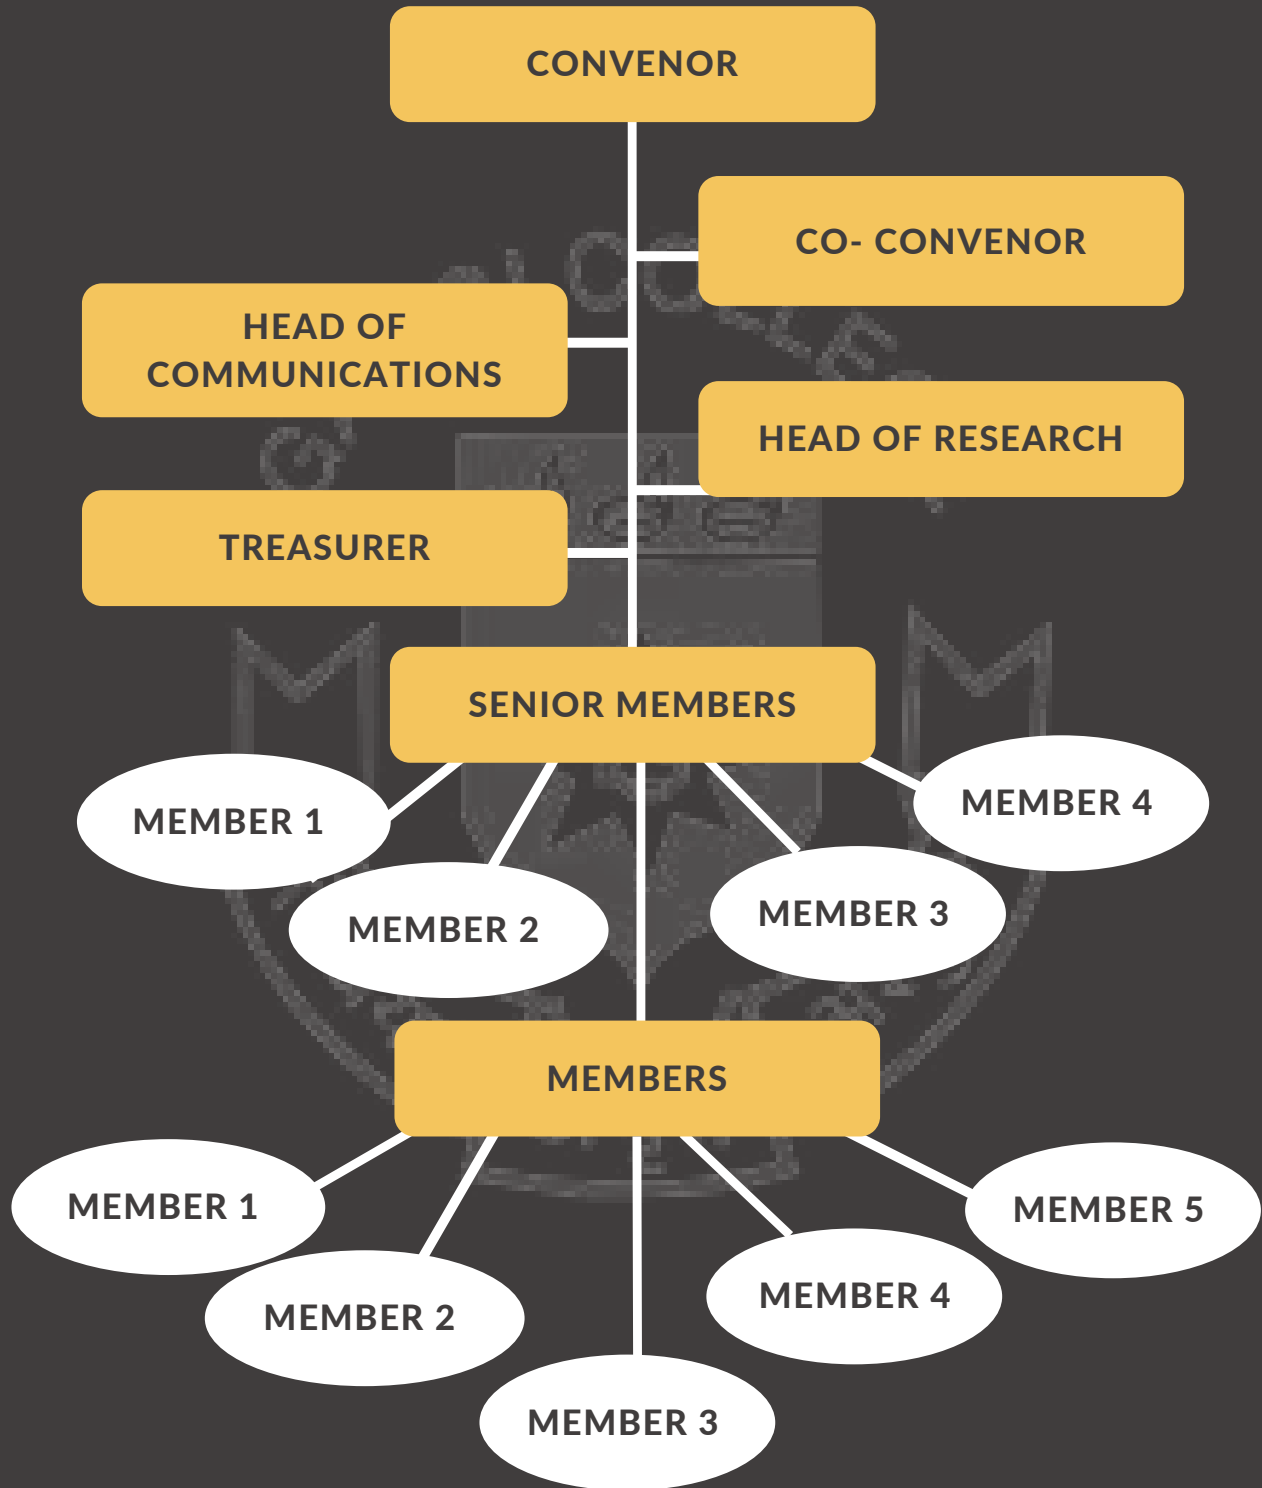 CONVENOR
CO- CONVENOR
HEAD OF
COMMUNICATIONS
HEAD OF RESEARCH
TREASURER
SENIOR MEMBERS
MEMBER 1
MEMBER 4
MEMBER 2
MEMBER 3
MEMBERS
MEMBER 1
MEMBER 5
MEMBER 2
MEMBER 4
MEMBER 3